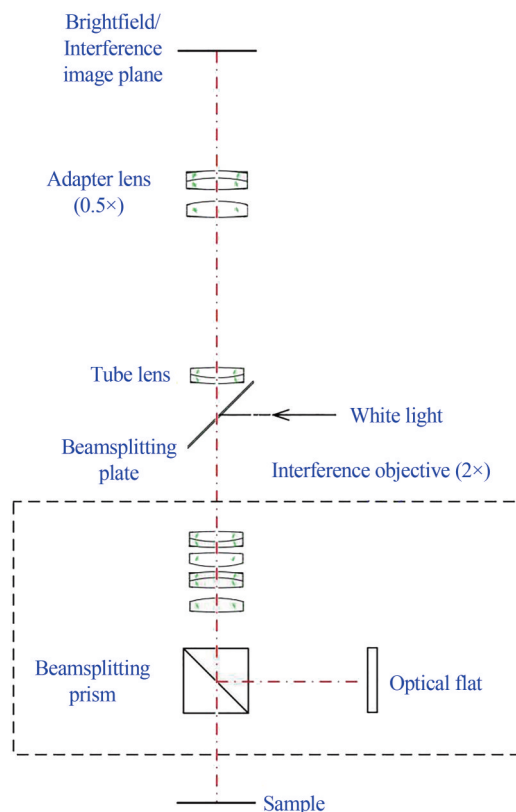 Brightfield/
Interference
image plane
Adapter lens
(0.5×)
Tube lens
White light
Beamsplitting
plate
Interference objective (2×)
Beamsplitting
prism
Optical flat
Sample